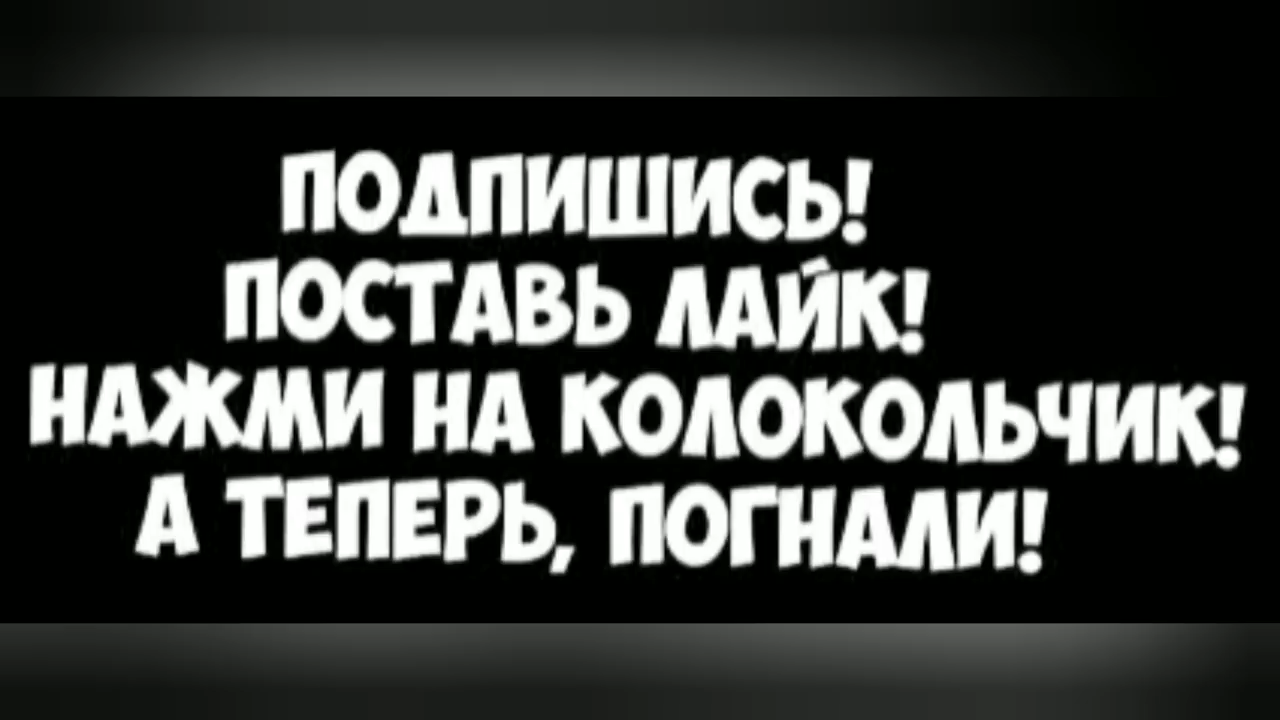 ПОДПИШИСЬ!
ПОСТАВЬ ЛАЙК!
НАЖМИ НА КОЛОКОЛЬЧИК!
А ТЕПЕРЬ, ПОГНАЛИ!